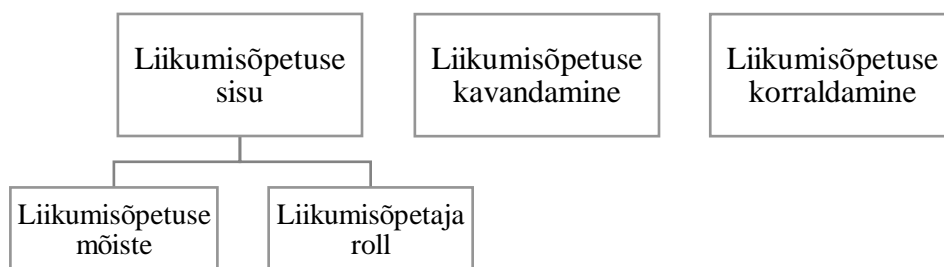 Liikumisõpetuse
sisu
Liikumisõpetuse
kavandamine
Liikumisõpetuse
korraldamine
Liikumisõpetuse
mõiste
Liikumisõpetaja
roll